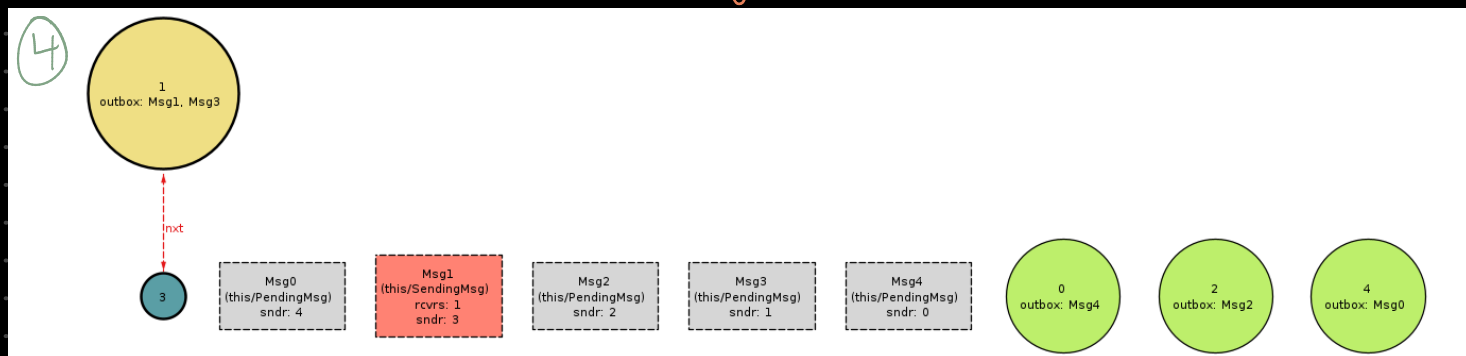 4
1
outbox: Msg1, Msg3
nxt
3
Msg0
(this/PendingMsg)
sndr: 4
Msg1
(this/SendingMsg)
rcvrs: 1
sndr: 3
Msg2
(this/PendingMsg)
sndr: 2
Msg3
(this/PendingMsg)
sndr: 1
Msg4
(this/PendingMsg)
sndr: 0
0
outbox: Msg4
2
outbox: Msg2
4
outbox: Msg0